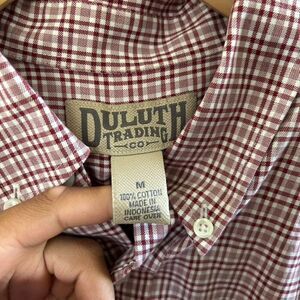 DULUTH
TRADING
CO
M
100% COTTON
MADE IN
INDONESIA
CARE OVER